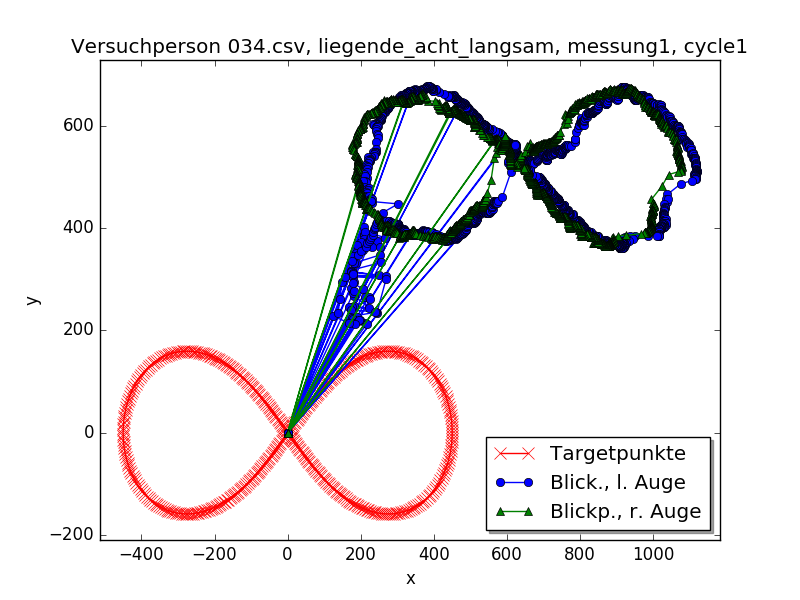 Versuchperson 034.csv, liegende_acht_langsam, messung1, cycle1
y
600
400
200
0
−200
−400
−200
0
200
400
600
800
1000
x
Targetpunkte
Blick., l. Auge
Blickp., r. Auge